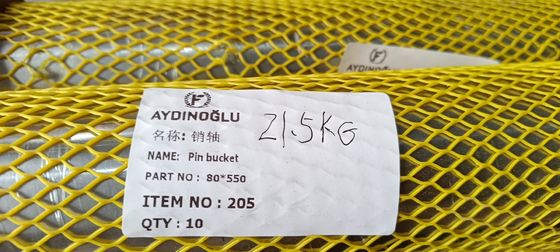 F
AYDINOĞLU
21.5KG
名称: 销轴
NAME: Pin bucket
PART NO : 80*550
ITEM NO : 205
QTY : 10
F
AYDINOĞL